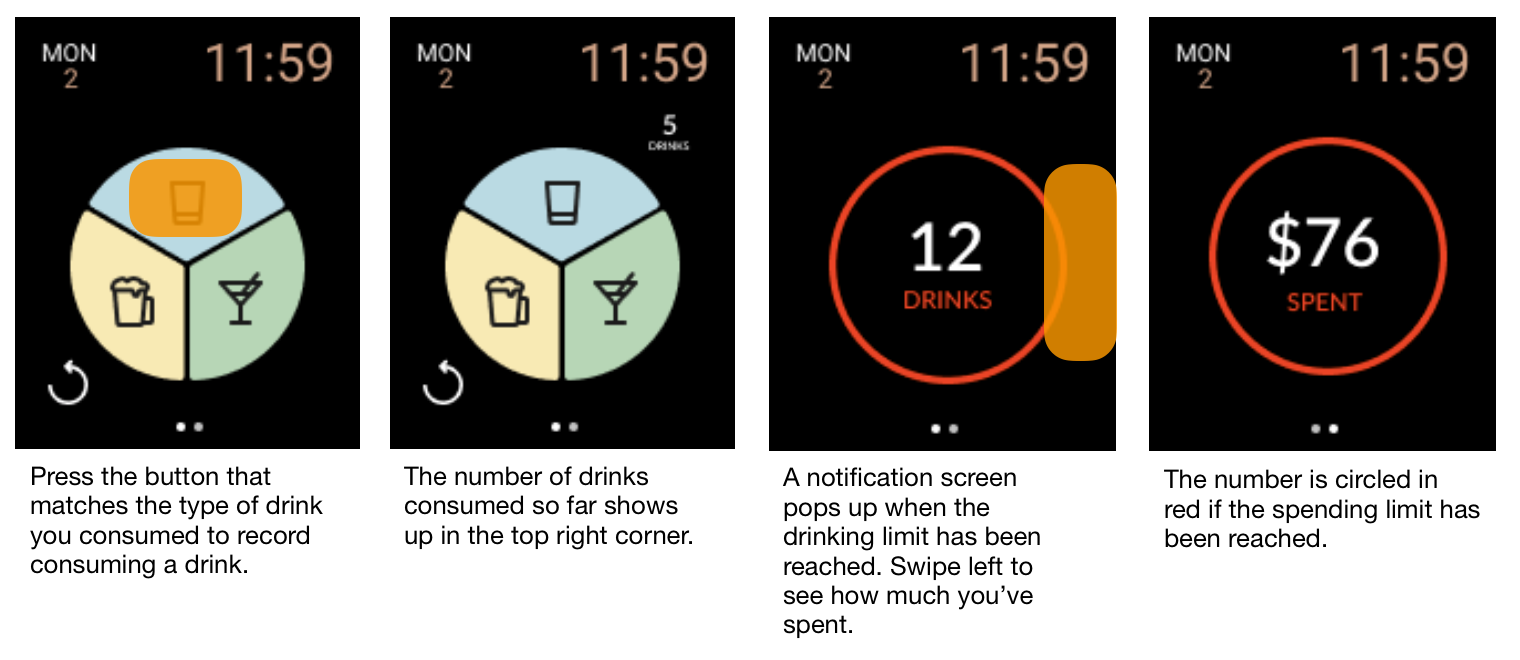 MON
2
11:59
Press the button that
matches the type of drink
you consumed to record
consuming a drink.
MON
2
11:59
5
DRINKS
The number of drinks
consumed so far shows
up in the top right corner.
MON
2
11:59
12
DRINKS
A notification screen
pops up when the
drinking limit has been
reached. Swipe left to
see how much you’ve
spent.
MON
2
11:59
$76
SPENT
The number is circled in
red if the spending limit has
been reached.